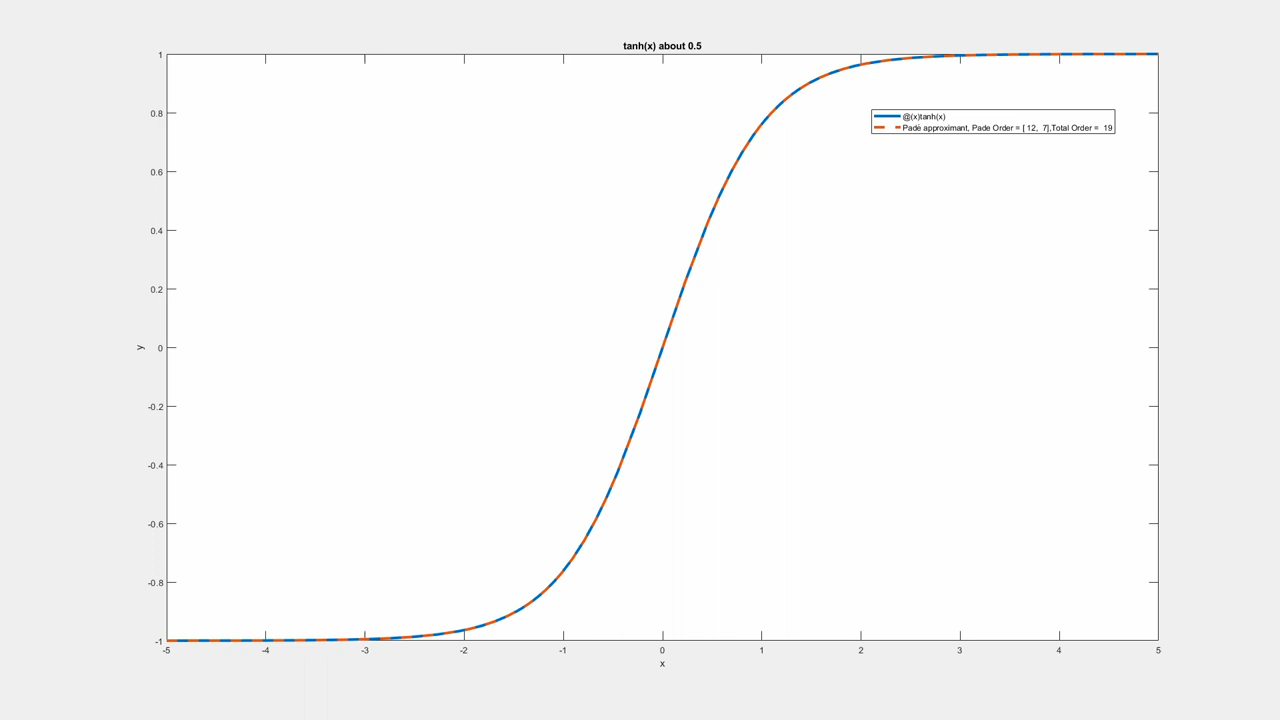 tanh(x) about 0.5
@(x)tanh(x)
Padè approximant, Pade Order = [ 12,  7],Total Order =  19
1
0.8
0.6
0.4
0.2
0
-0.2
-0.4
-0.6
-0.8
-1
y
-5 -4 -3 -2 -1 0 1 2 3 4 5
x